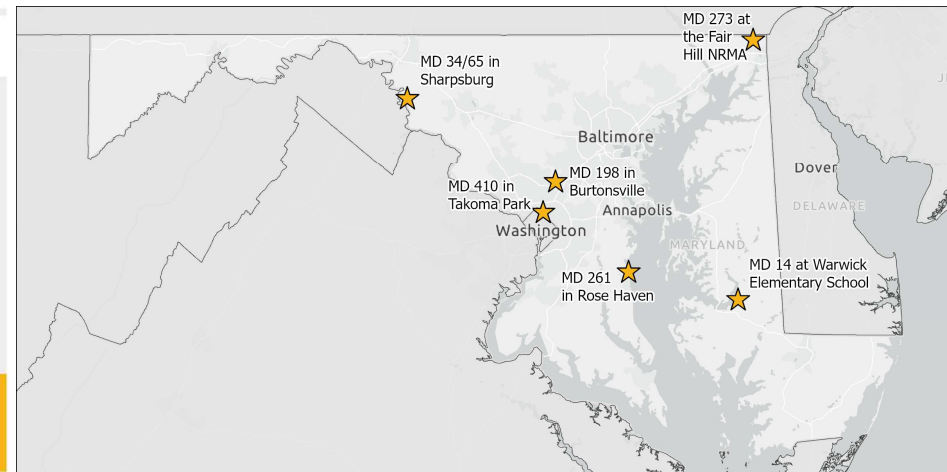 MD 273 at
the Fair
Hill NRMA
MD 34/65 in
Sharpsburg
Baltimore
MD 198 in
Burtonsville
Dover
MD 410 in
Takoma Park
Annapolis
DELAWARE
Washington
MARYLAND
MD 14 at Warwick
Elementary School
MD 261
in Rose Haven